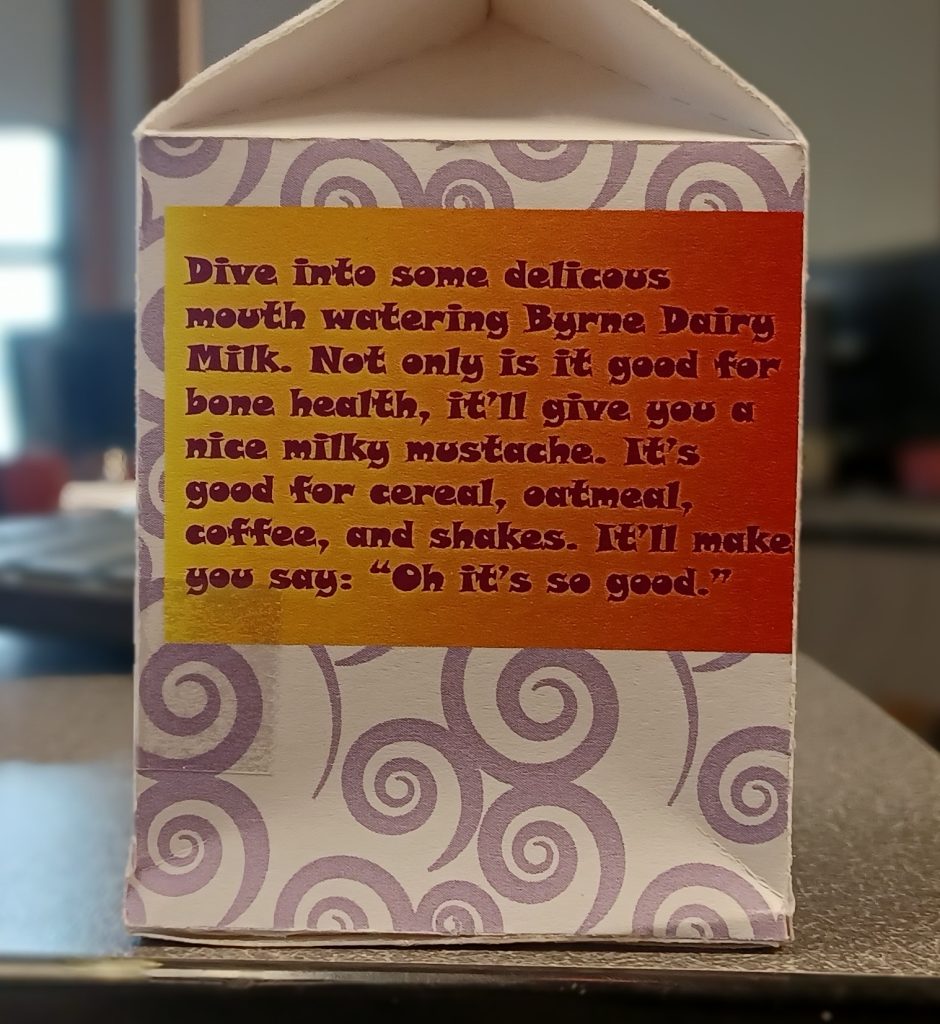 Dive into some delicous
mouth watering Byrne Dairy
Milk. Not only is it good for
bone health, it'll give you a
nice milky mustache. It's
good for cereal, oatmeal,
coffee, and shakes. It'll make
you say: “Oh it's so good.”